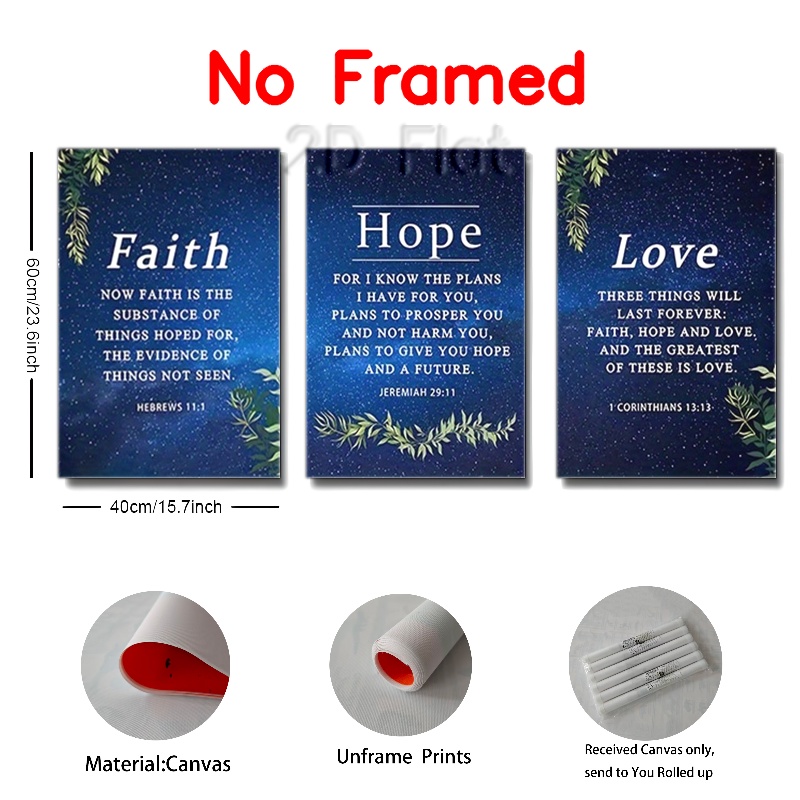 No Framed
2D Flat
60cm/23.6inch
Faith
NOW FAITH IS THE
SUBSTANCE OF
THINGS HOPED FOR,
THE EVIDENCE OF
THINGS NOT SEEN.
HEBREWS 11:1
Hope
FOR I KNOW THE PLANS
I HAVE FOR YOU,
PLANS TO PROSPER YOU
AND NOT HARM YOU,
PLANS TO GIVE YOU HOPE
AND A FUTURE.
JEREMIAH 29:11
Love
THREE THINGS WILL
LAST FOREVER:
FAITH, HOPE AND LOVE.
AND THE GREATEST
OF THESE IS LOVE.
1 CORINTHIANS 13:13
40cm/15.7inch
Material:Canvas
Unframe Prints
Received Canvas only,
send to You Rolled up